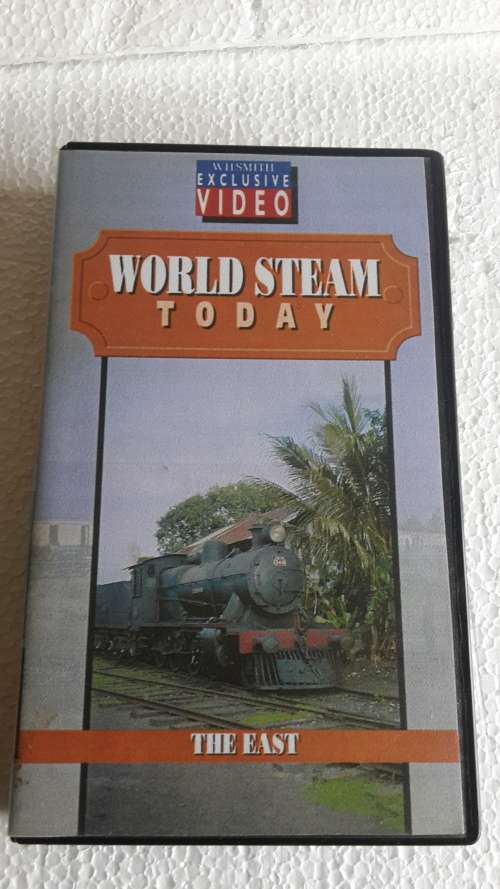 WHSMITH
EXCLUSIVE
VIDEO
WORLD STEAM
TODAY
THE EAST